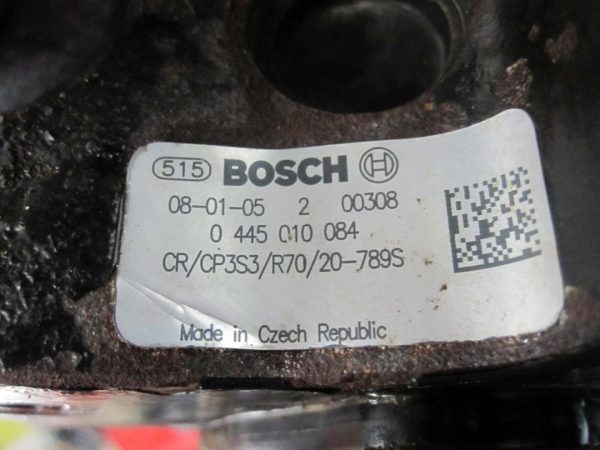 515 BOSCH
08-01-05 2 00308
0 445 010 084
CR/CP3S3/R70/20-789S
Made in Czech Republic